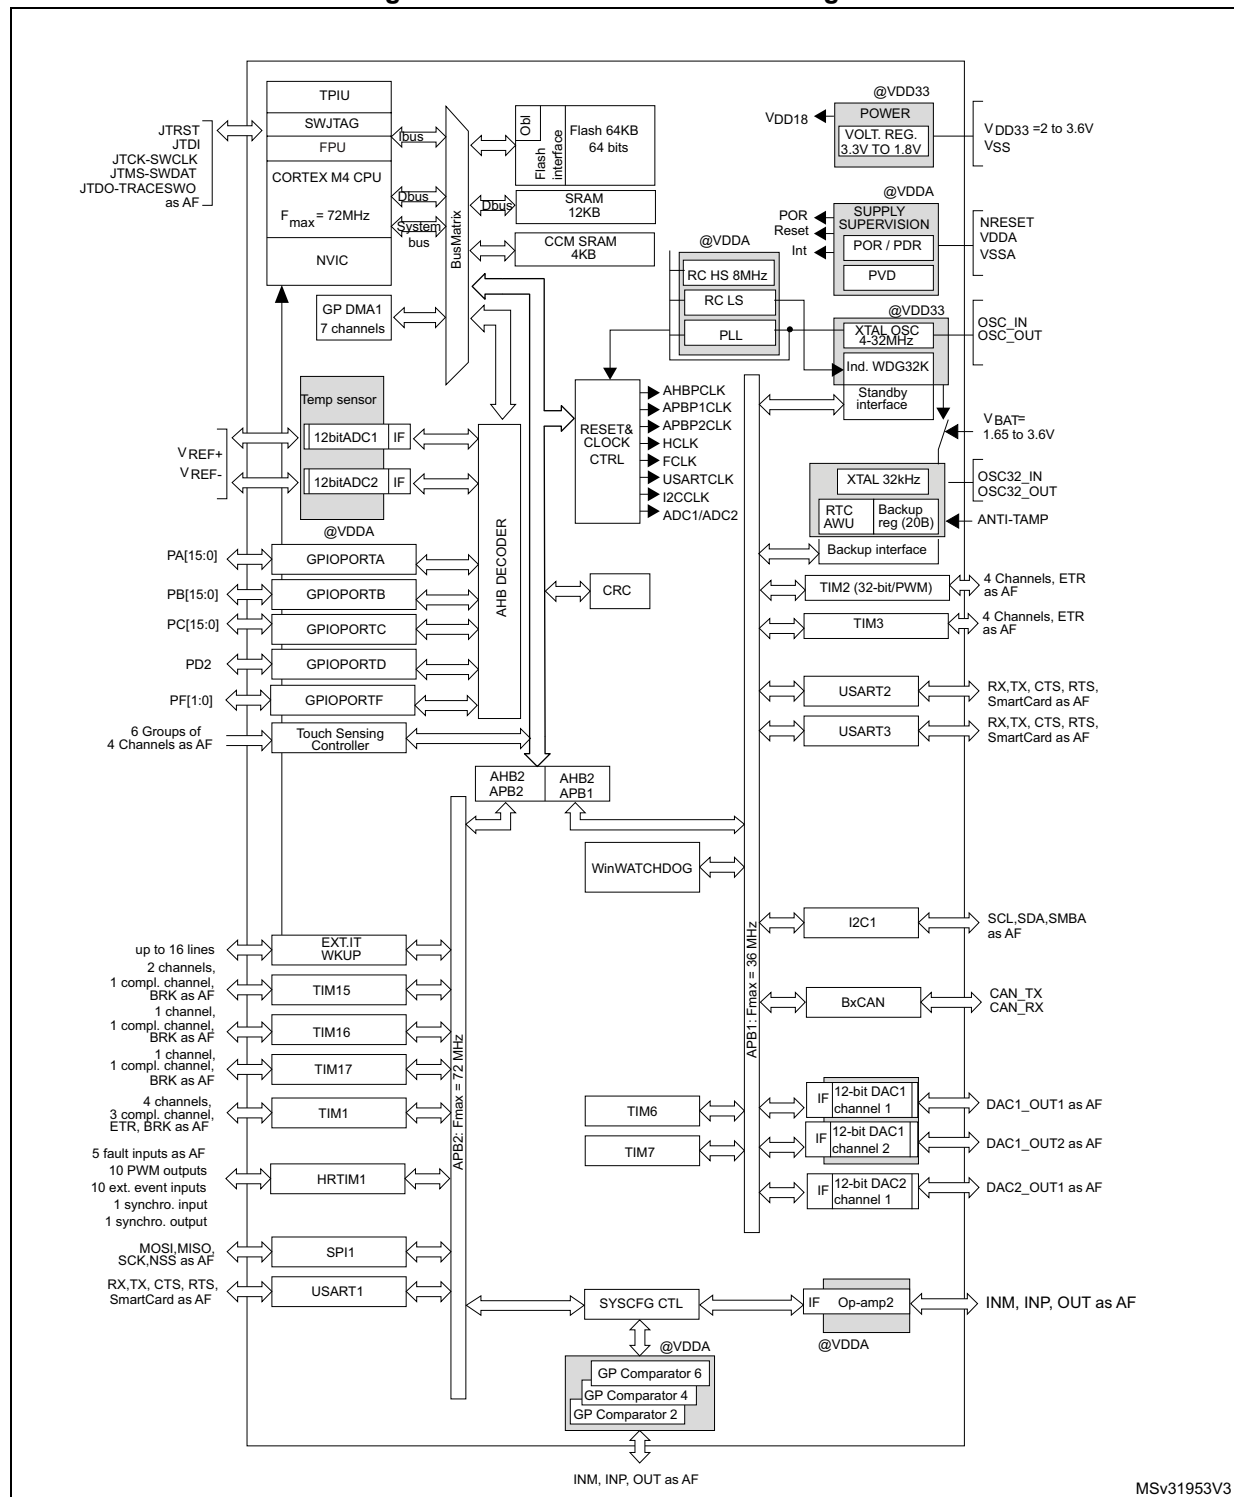 TPIU
SWJTAG
FPU
CORTEX M4 CPU
Fmax = 72MHz
NVIC
JTRST
JTDI
JTCK-SWCLK
JTMS-SWDAT
JTDO-TRACESWO
as AF
Ibus
Dbus
System
bus
BusMatrix
Obl
Flash
interface
Flash 64KB
64 bits
Dbus
SRAM
12KB
CCM SRAM
4KB
GP DMA1
7 channels
@VDD33
POWER
VOLT. REG.
3.3V TO 1.8V
VDD18
VDD33 =2 to 3.6V
VSS
@VDDA
SUPPLY
SUPERVISION
POR / PDR
PVD
POR
Reset
Int
NRESET
VDDA
VSSA
@VDDA
RC HS 8MHz
RC LS
PLL
@VDD33
XTAL OSC
4-32MHz
Ind. WDG32K
Standby
interface
OSC_IN
OSC_OUT
VBAT=
1.65 to 3.6V
XTAL 32kHz
RTC
AWU
Backup
reg (20B)
Backup interface
OSC32_IN
OSC32_OUT
ANTI-TAMP
RESET&
CLOCK
CTRL
AHBPCLK
APBP1CLK
APBP2CLK
HCLK
FCLK
USARTCLK
I2CCLK
ADC1/ADC2
Temp sensor
VREF+
VREF-
12bitADC1
IF
12bitADC2
IF
@VDDA
AHB DECODER
PA[15:0]
GPIOPORTA
PB[15:0]
GPIOPORTB
PC[15:0]
GPIOPORTC
PD2
GPIOPORTD
PF[1:0]
GPIOPORTF
6 Groups of
4 Channels as AF
Touch Sensing
Controller
CRC
AHB2
APB2
AHB2
APB1
WinWATCHDOG
TIM2 (32-bit/PWM)
4 Channels, ETR
as AF
TIM3
4 Channels, ETR
as AF
USART2
RX,TX, CTS, RTS,
SmartCard as AF
USART3
RX,TX, CTS, RTS,
SmartCard as AF
I2C1
SCL,SDA,SMBA
as AF
BxCAN
CAN_TX
CAN_RX
APB1: Fmax = 36 MHz
APB2: Fmax = 72 MHz
up to 16 lines
EXT.IT
WKUP
2 channels,
1 compl. channel,
BRK as AF
TIM15
1 channel,
1 compl. channel,
BRK as AF
TIM16
1 channel,
1 compl. channel,
BRK as AF
TIM17
4 channels,
3 compl. channel,
ETR, BRK as AF
TIM1
5 fault inputs as AF
10 PWM outputs
10 ext. event inputs
1 synchro. input
1 synchro. output
HRTIM1
MOSI,MISO,
SCK,NSS as AF
SPI1
RX,TX, CTS, RTS,
SmartCard as AF
USART1
TIM6
TIM7
IF
12-bit DAC1
channel 1
DAC1_OUT1 as AF
IF
12-bit DAC1
channel 2
DAC1_OUT2 as AF
IF
12-bit DAC2
channel 1
DAC2_OUT1 as AF
SYSCFG CTL
IF
Op-amp2
INM, INP, OUT as AF
@VDDA
@VDDA
GP Comparator 6
GP Comparator 4
GP Comparator 2
INM, INP, OUT as AF
MSv31953V3